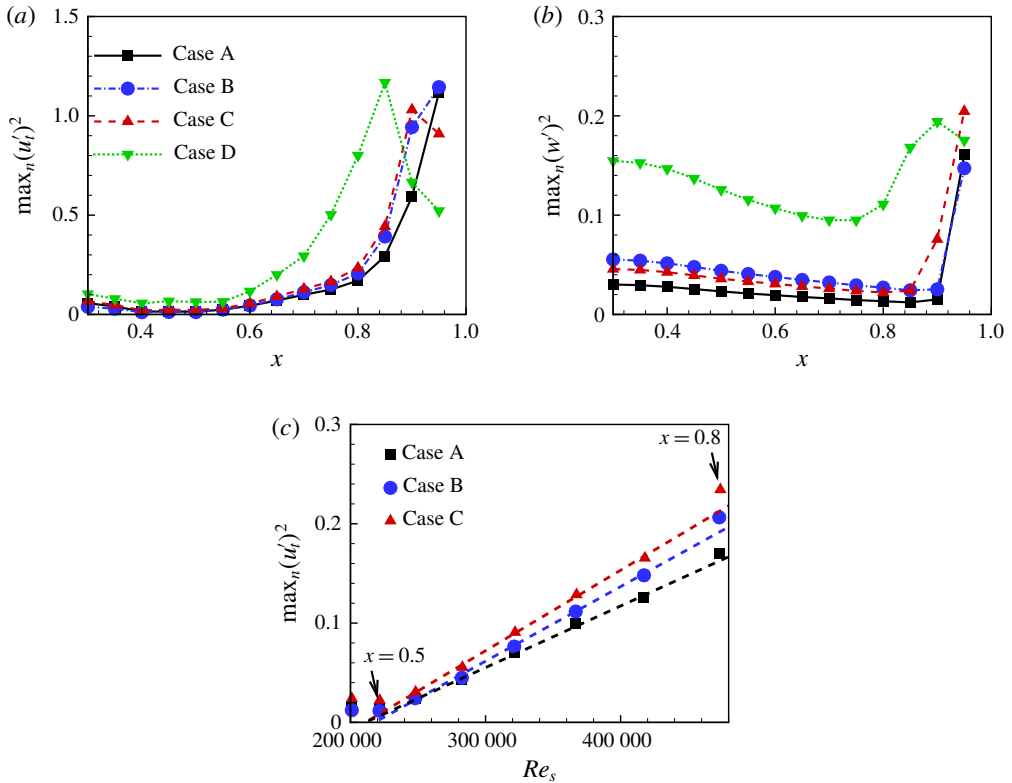 (a)
1.5
1.0
0.5
0
0.4
0.6
0.8
1.0
max_n(u'_t)^2
x
Case A
Case B
Case C
Case D
(b)
0.3
0.2
0.1
0
0.4
0.6
0.8
1.0
max_n(w')^2
x
(c)
0.3
0.2
0.1
0
200 000
300 000
400 000
max_n(u'_t)^2
Re_s
Case A
Case B
Case C
x = 0.8
x = 0.5